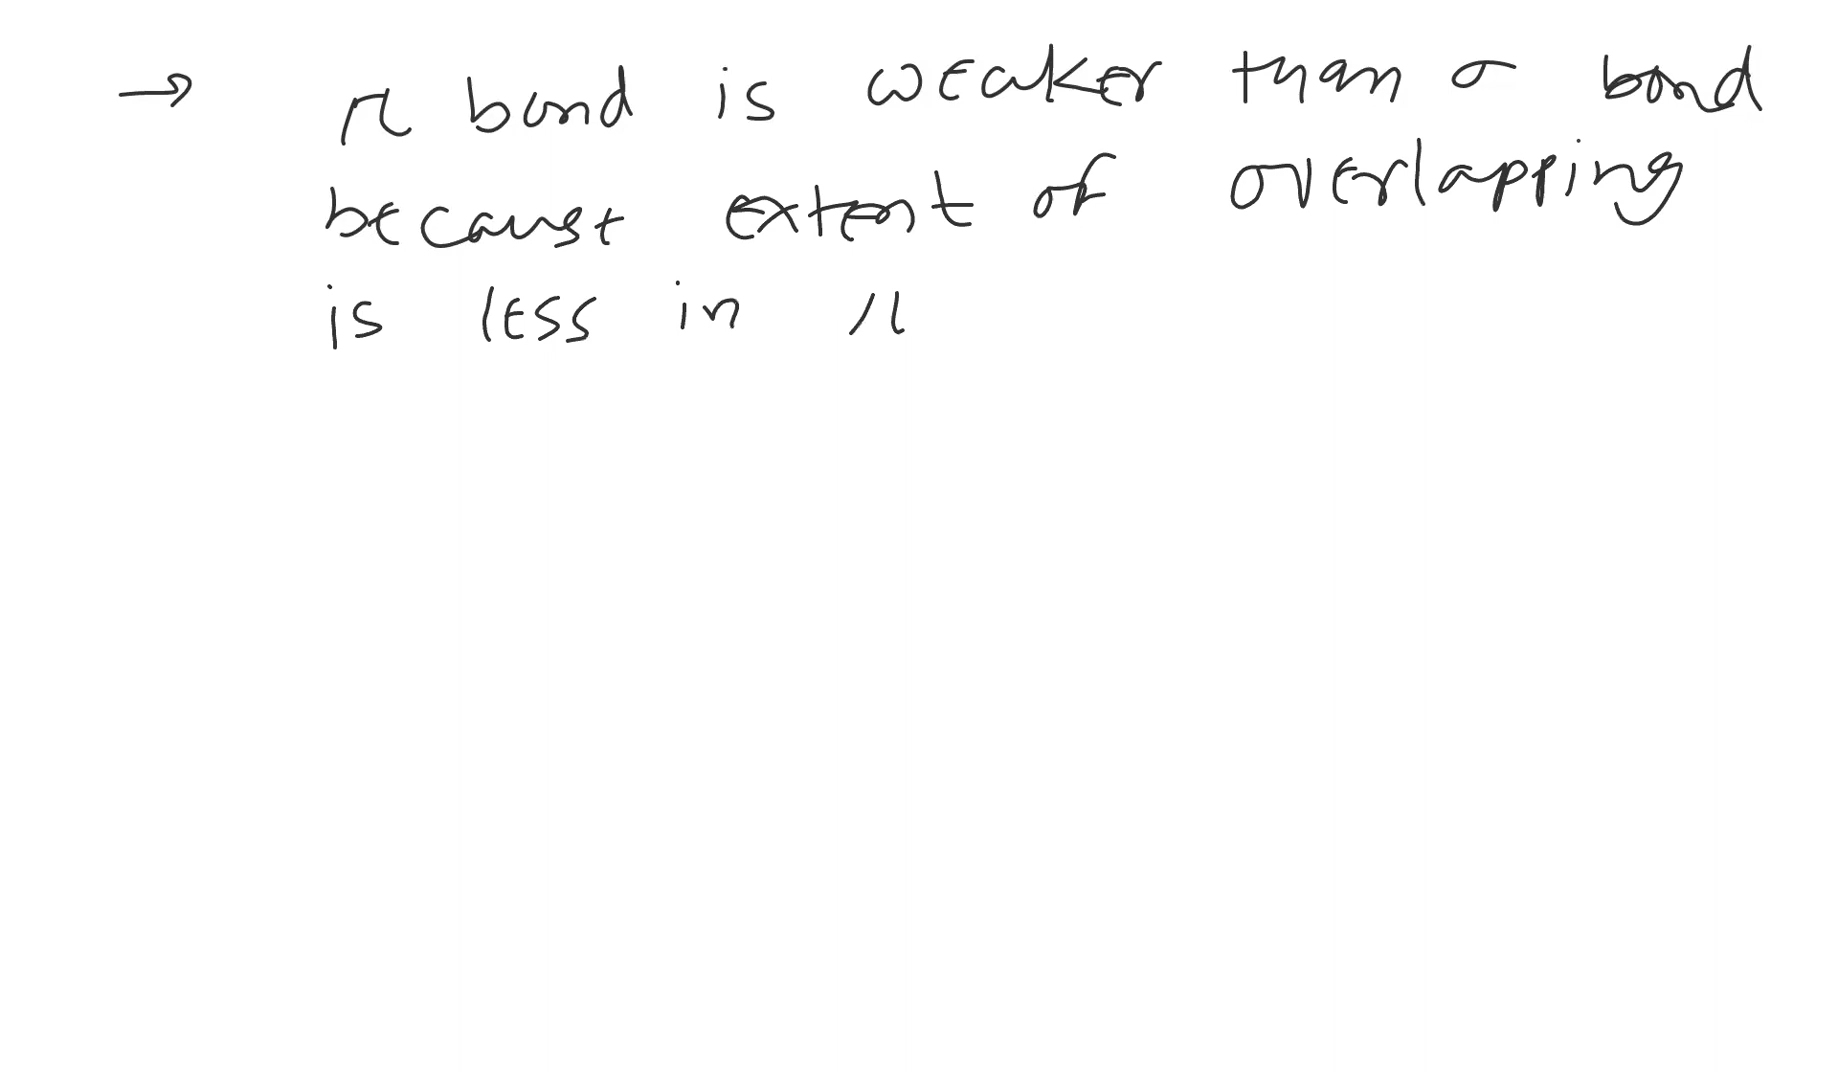 → π bond is weaker than σ bond
because extent of overlapping
is less in π